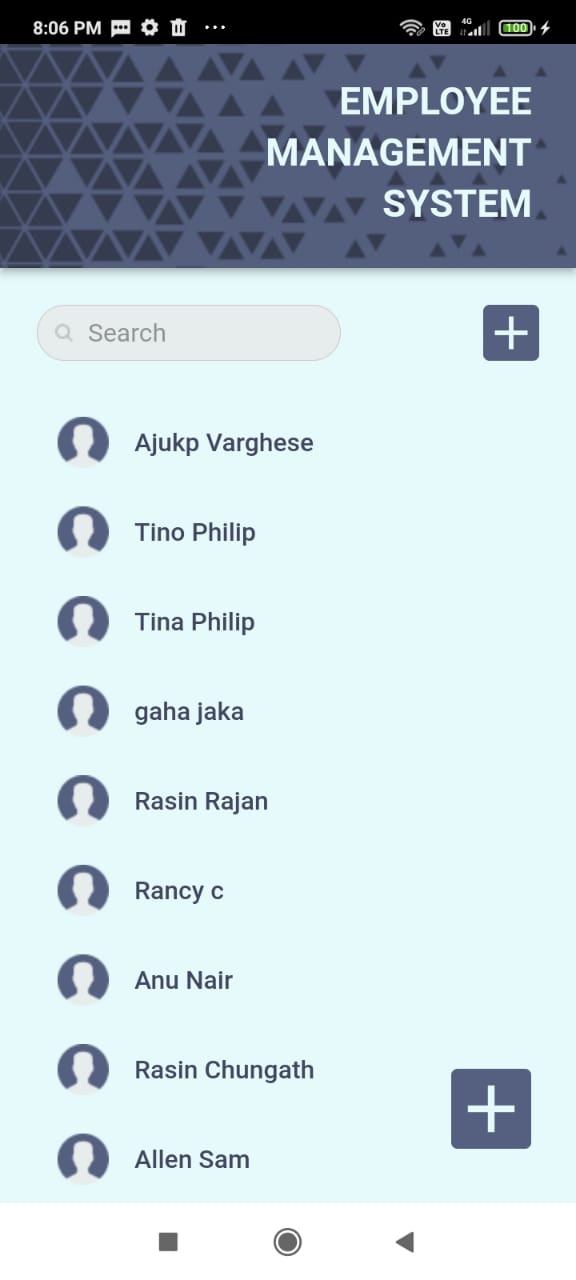 8:06 PM
Vo LTE 4G 100
EMPLOYEE
MANAGEMENT
SYSTEM
Search
Ajukp Varghese
Tino Philip
Tina Philip
gaha jaka
Rasin Rajan
Rancy c
Anu Nair
Rasin Chungath
Allen Sam